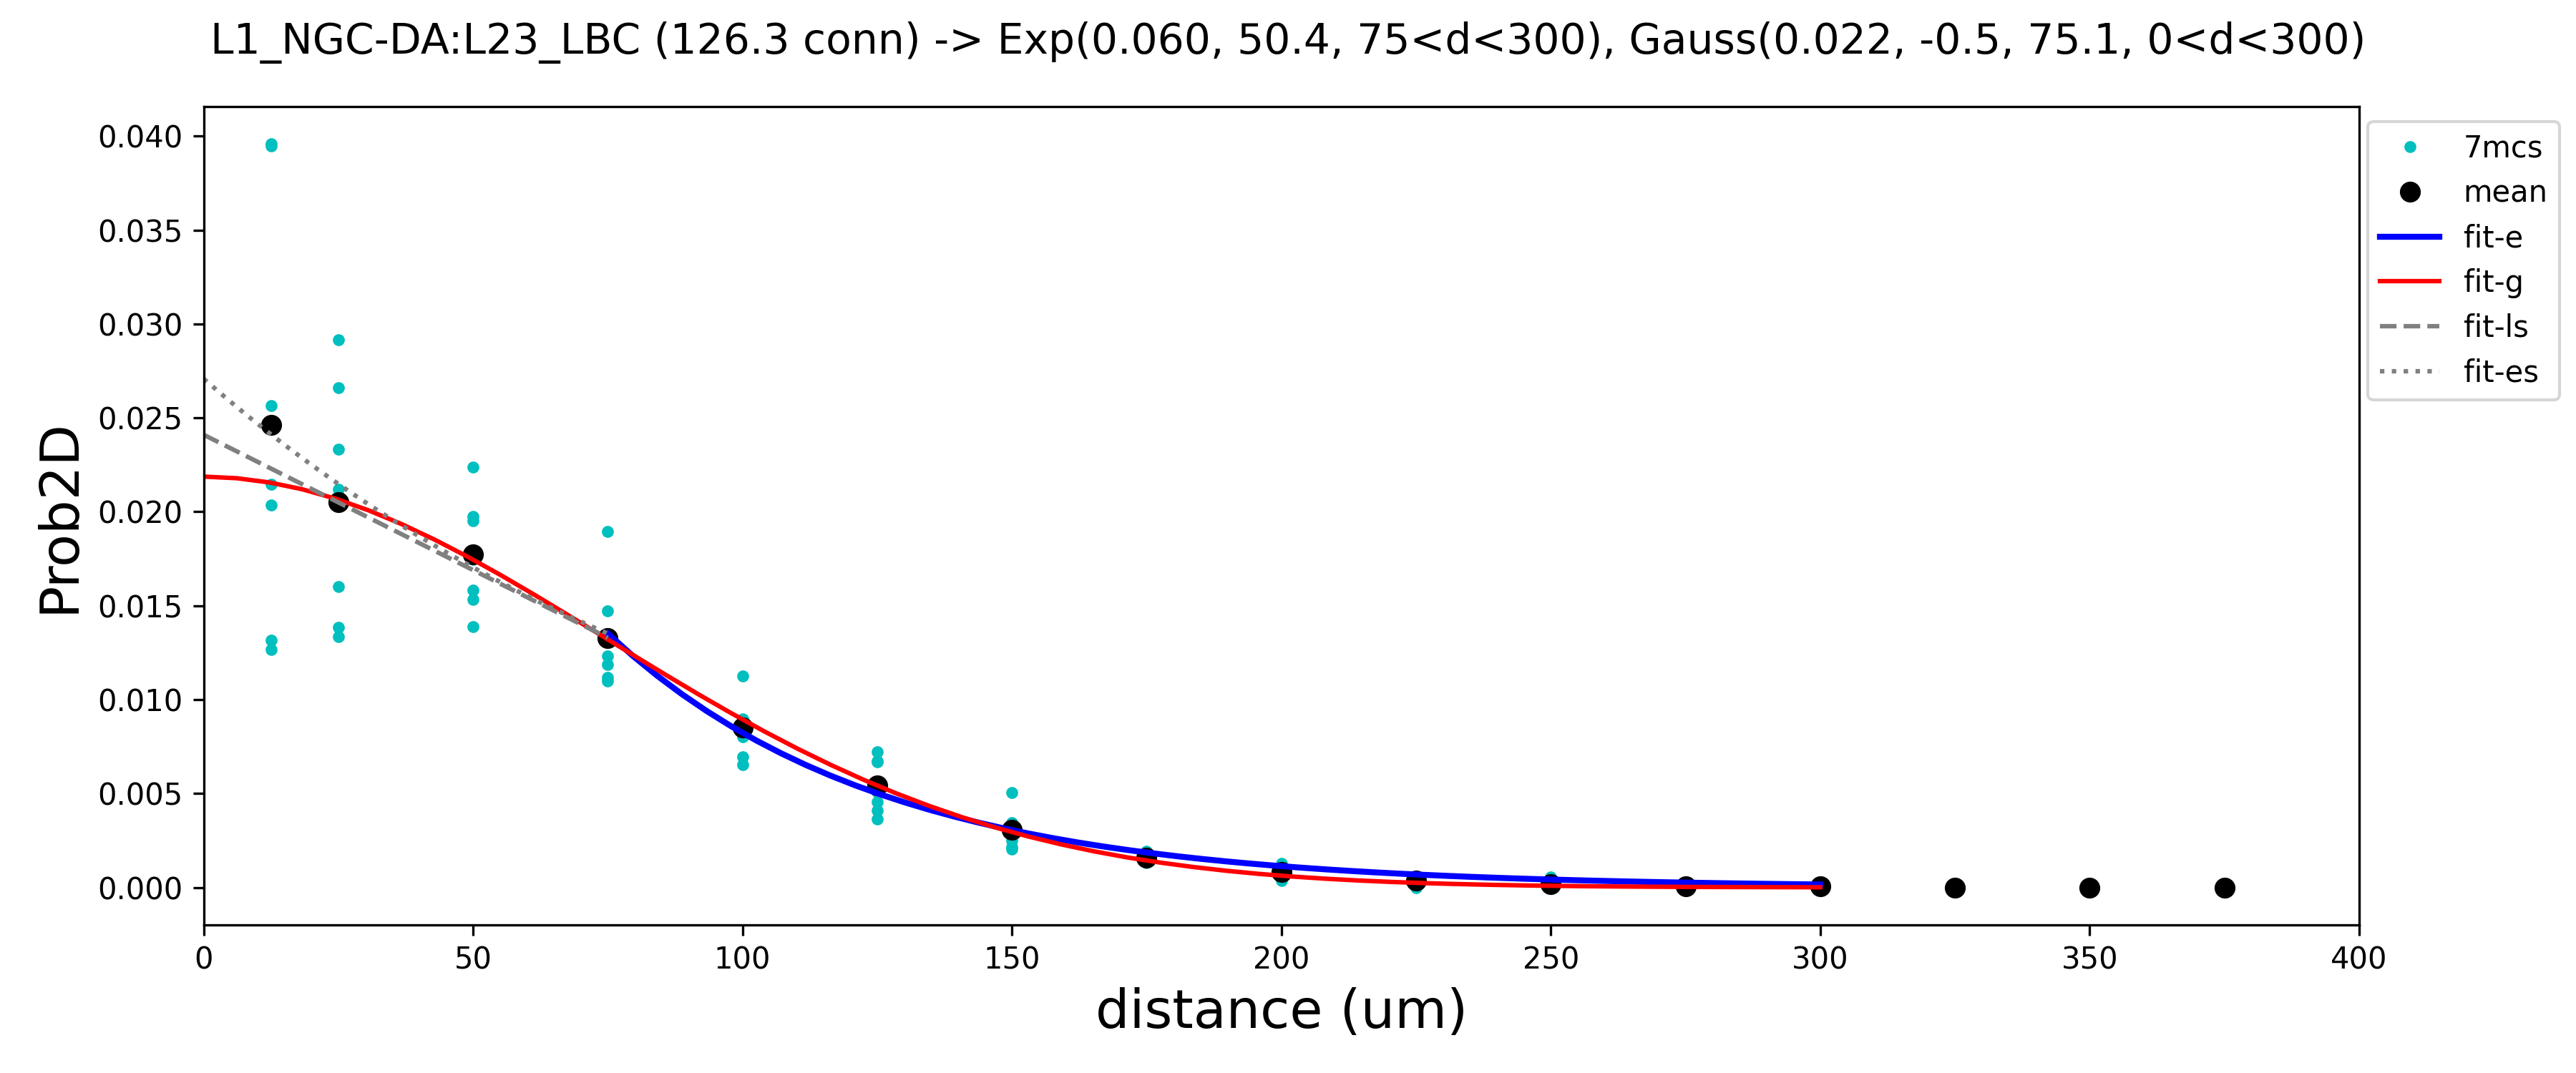 L1_NGC-DA:L23_LBC (126.3 conn) -> Exp(0.060, 50.4, 75<d<300), Gauss(0.022, -0.5, 75.1, 0<d<300)
0.040
0.035
0.030
0.025
0.020
0.015
0.010
0.005
0.000
Prob2D
0 50 100 150 200 250 300 350 400
distance (um)
7mcs
mean
fit-e
fit-g
fit-ls
fit-es